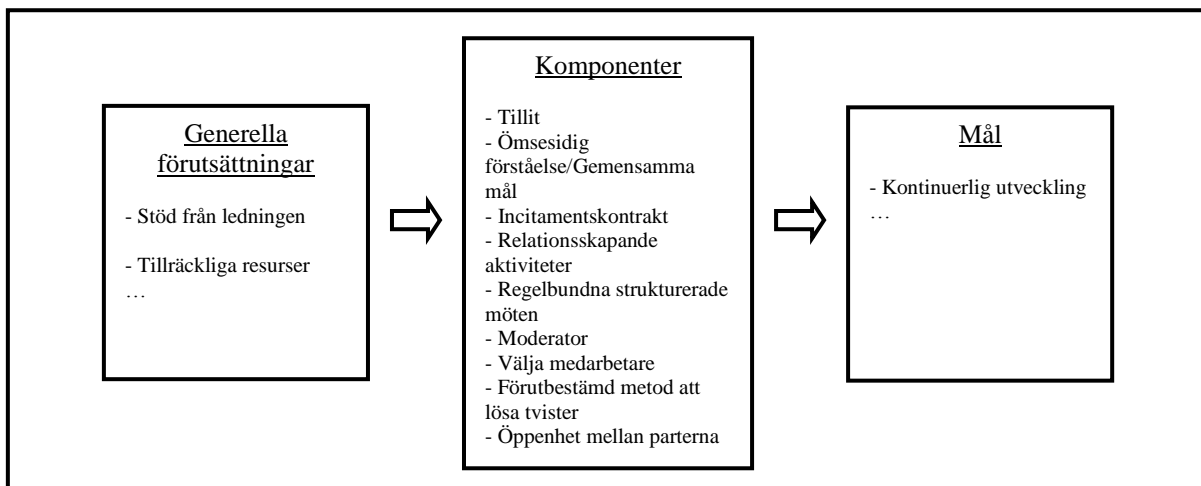 Generella
förutsättningar
- Stöd från ledningen
- Tillräckliga resurser
…
Komponenter
- Tillit
- Ömsesidig
förståelse/Gemensamma
mål
- Incitamentskontrakt
- Relationsskapande
aktiviteter
- Regelbundna strukturerade
möten
- Moderator
- Välja medarbetare
- Förutbestämd metod att
lösa tvister
- Öppenhet mellan parterna
Mål
- Kontinuerlig utveckling
…